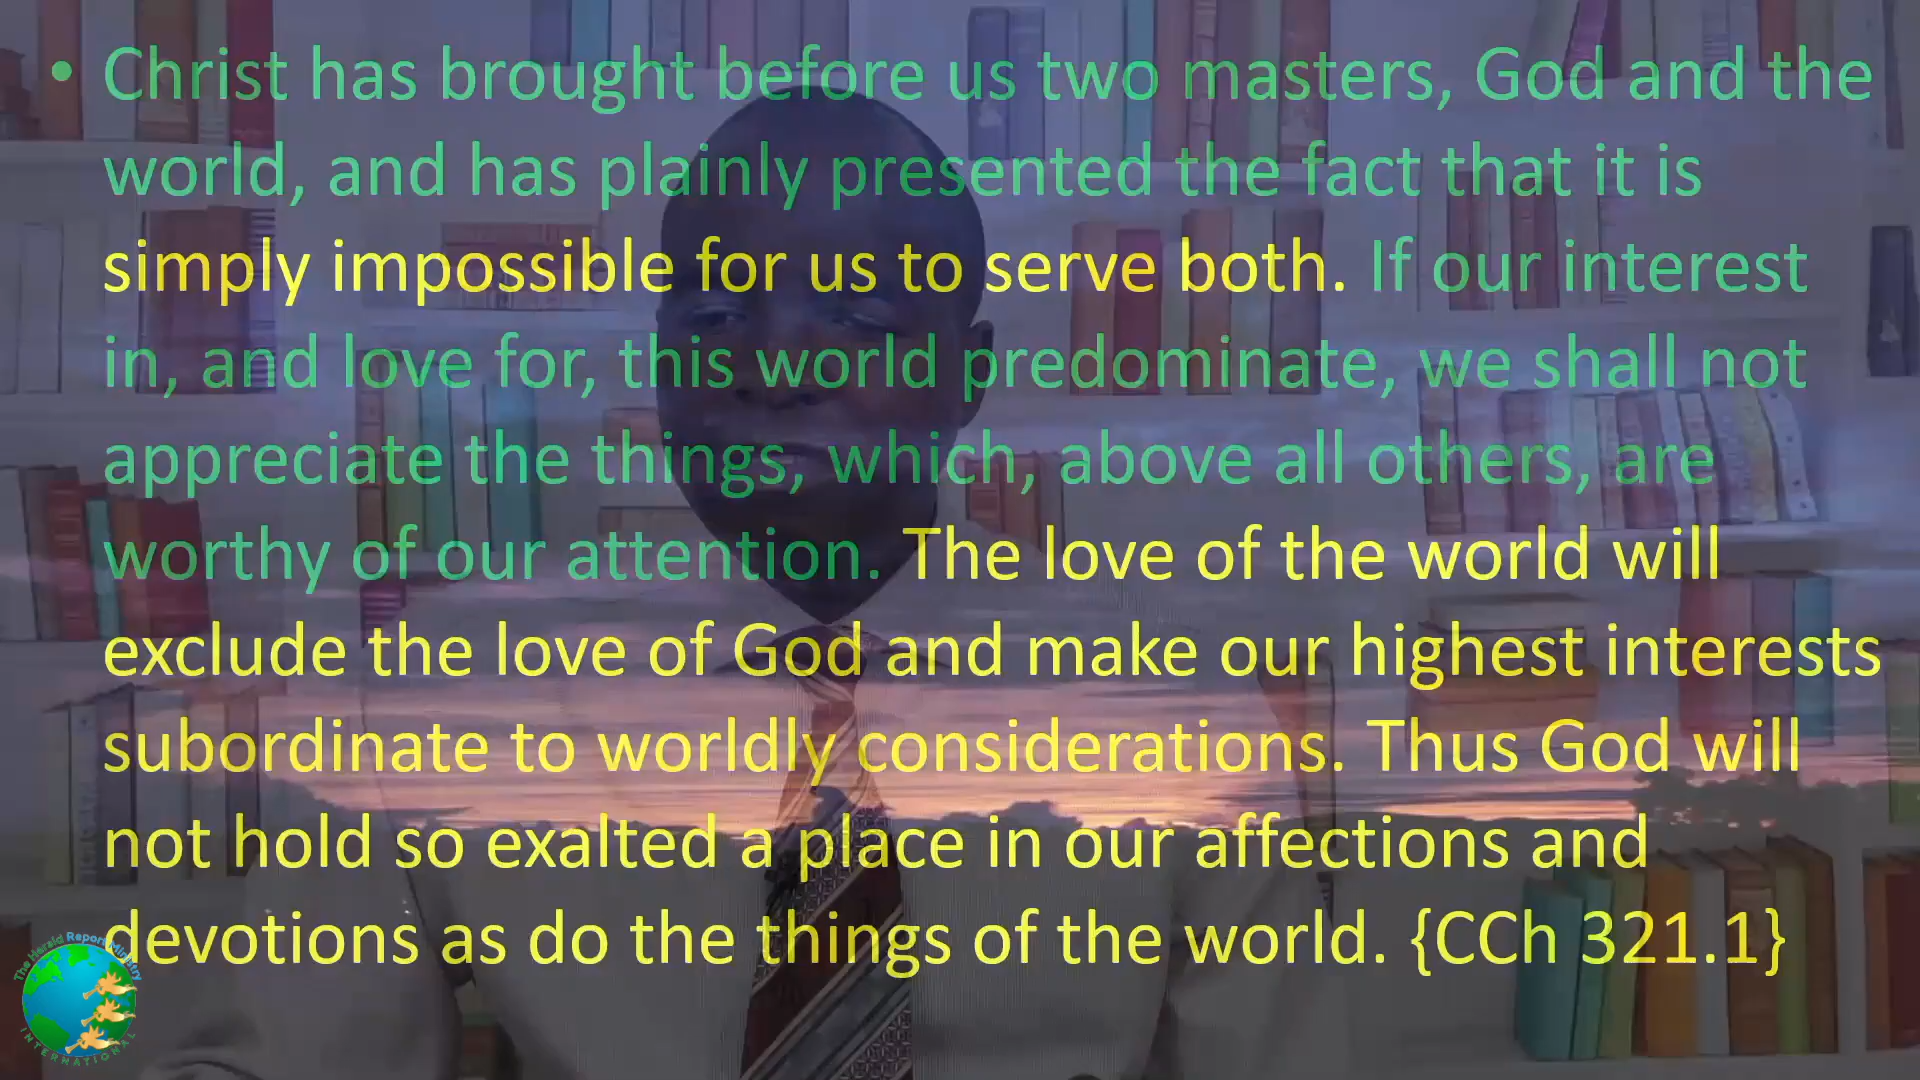 • Christ has brought before us two masters, God and the
world, and has plainly presented the fact that it is
simply impossible for us to serve both. If our interest
in, and love for, this world predominate, we shall not
appreciate the things, which, above all others, are
worthy of our attention. The love of the world will
exclude the love of God and make our highest interests
subordinate to worldly considerations. Thus God will
not hold so exalted a place in our affections and
devotions as do the things of the world. {CCh 321.1}
The Herald Report Ministry
INTERNATIONAL